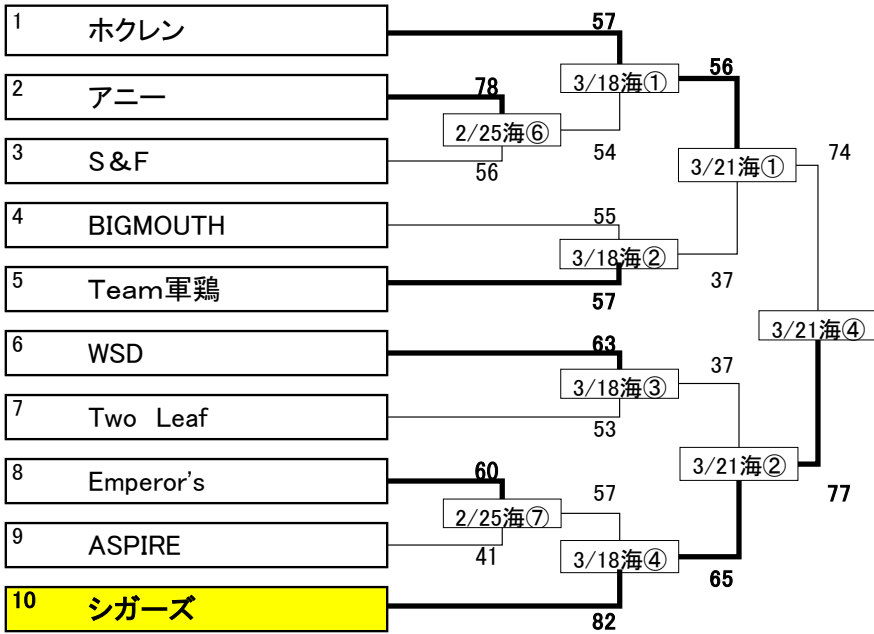 1 ホクレン
57
3/18海①
56
2 アニー
78
2/25海⑥
54
3/21海①
74
3 S&F
56
4 BIGMOUTH
55
3/18海②
37
5 Team軍鶏
57
3/21海④
6 WSD
63
3/18海③
37
7 Two Leaf
53
3/21海②
77
8 Emperor's
60
57
2/25海⑦
9 ASPIRE
41
3/18海④
65
10 シガーズ
82